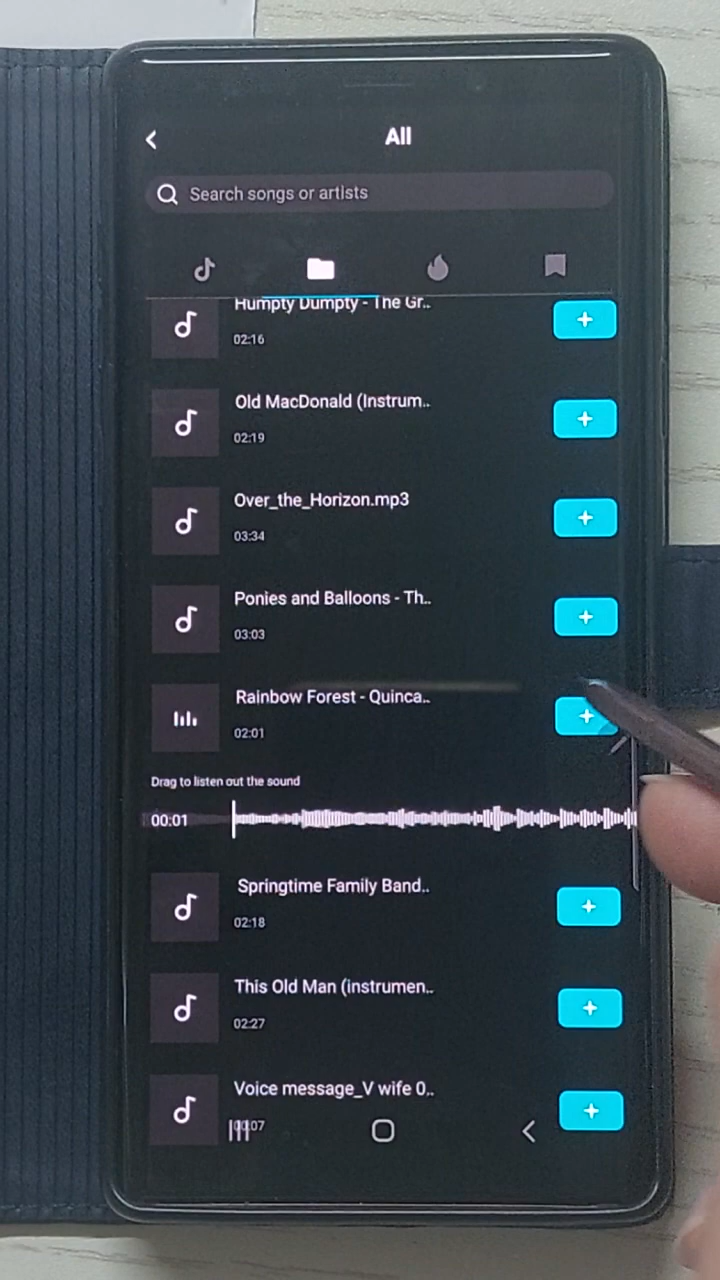 All
Search songs or artists
Humpty Dumpty - The Gr..
02:16
Old MacDonald (Instrum..
02:19
Over_the_Horizon.mp3
03:34
Ponies and Balloons - Th..
03:03
Rainbow Forest - Quinca..
02:01
Drag to listen out the sound
00:01
Springtime Family Band..
02:18
This Old Man (instrumen..
02:27
Voice message_V wife 0..
00:07